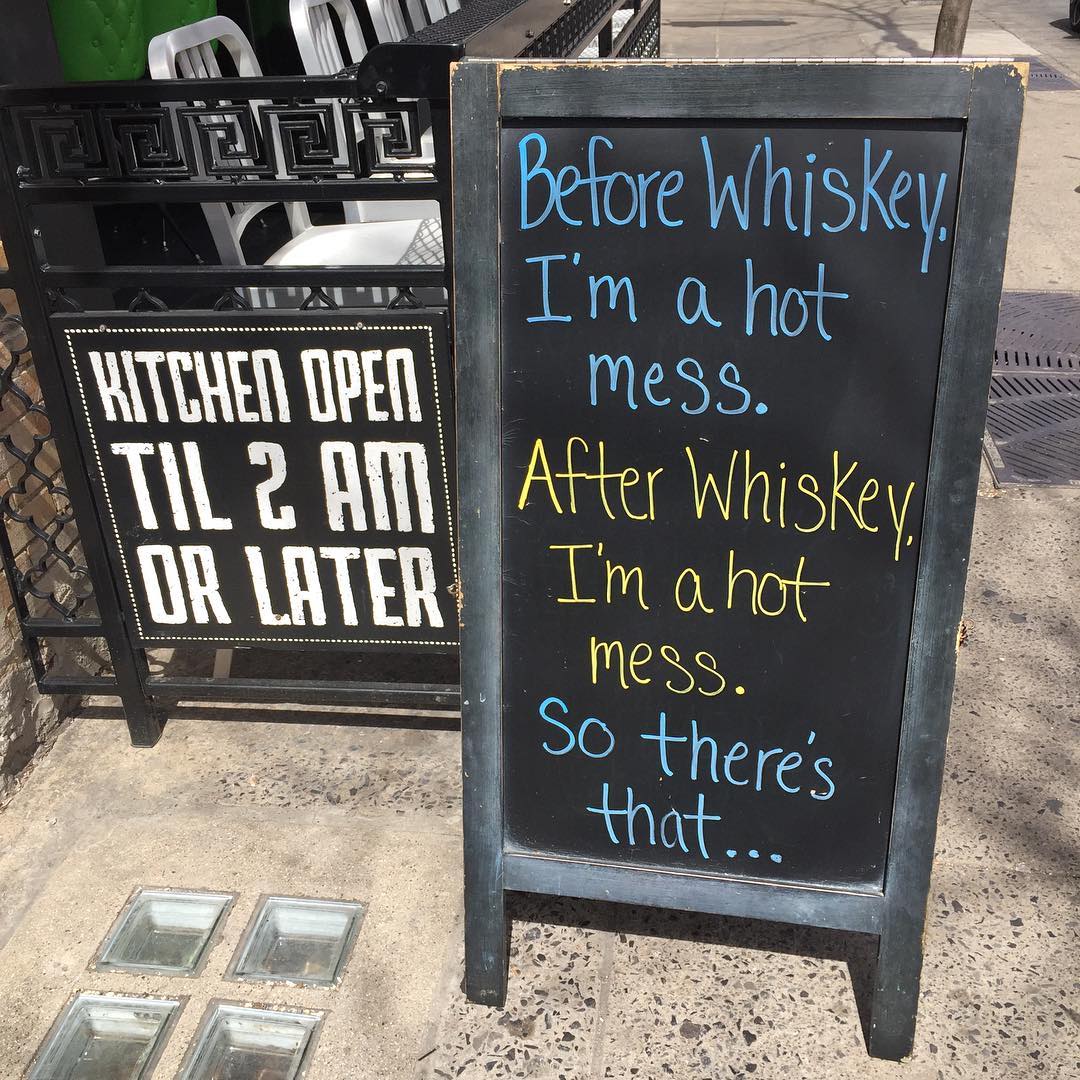 KITCHEN OPEN
TIL 2 AM
OR LATER
Before Whiskey,
I'm a hot
mess.
After Whiskey,
I'm a hot
mess.
So there's
that...